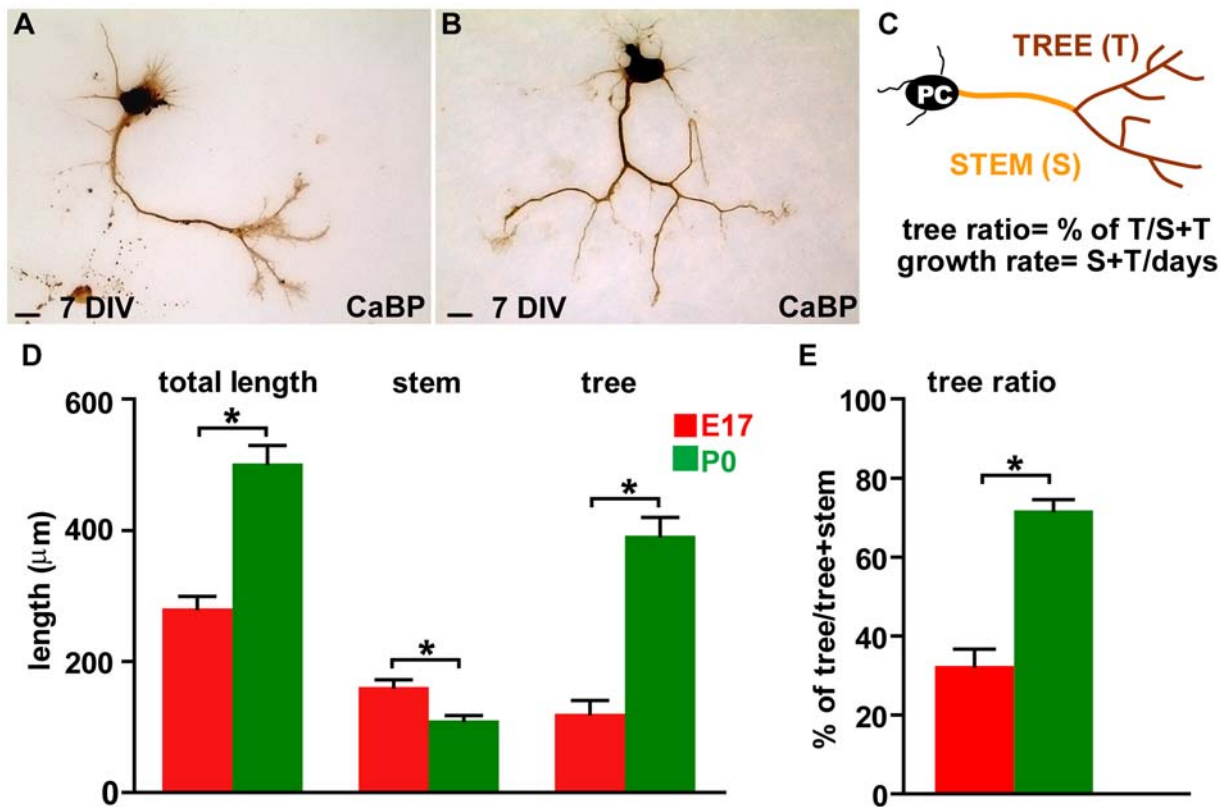 A
7 DIV
CaBP
B
7 DIV
CaBP
C
TREE (T)
PC
STEM (S)
tree ratio= % of T/S+T
growth rate= S+T/days
D
total length
stem
tree
600
400
200
0
length (μm)
*
*
*
E17
P0
E
tree ratio
100
80
60
40
20
0
% of tree/tree+stem
*